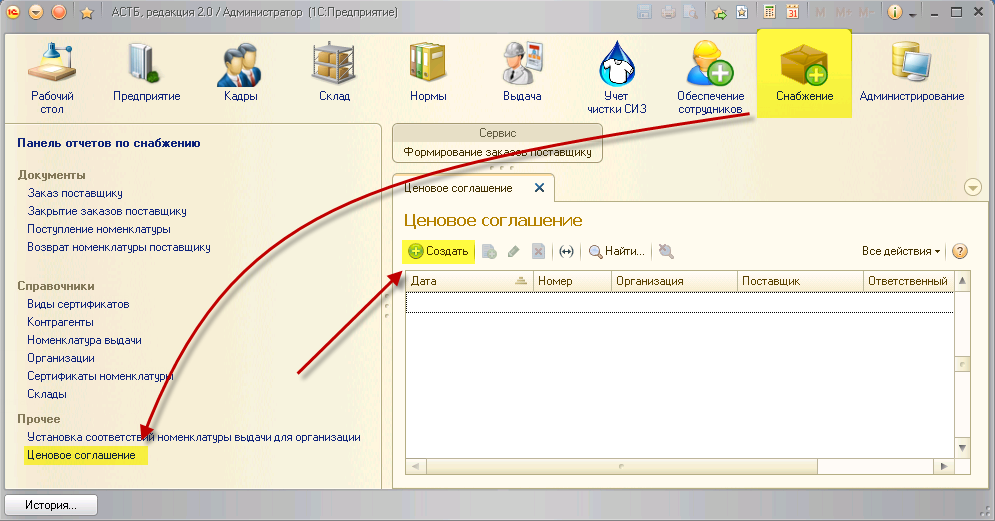 АСТБ, редакция 2.0 / Администратор (1С:Предприятие)
M M+ M-
Рабочий стол
Предприятие
Кадры
Склад
Нормы
Выдача
Учет чистки СИЗ
Обеспечение сотрудников
Снабжение
Администрирование
Панель отчетов по снабжению
Документы
Заказ поставщику
Закрытие заказов поставщику
Поступление номенклатуры
Возврат номенклатуры поставщику
Справочники
Виды сертификатов
Контрагенты
Номенклатура выдачи
Организации
Сертификаты номенклатуры
Склады
Прочее
Установка соответствий номенклатуры выдачи для организации
Ценовое соглашение
Сервис
Формирование заказов поставщику
Ценовое соглашение
Ценовое соглашение
Создать
Найти...
Все действия
Дата Номер Организация Поставщик Ответственный
История...